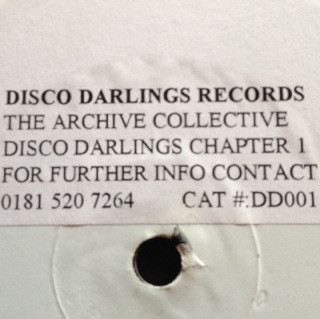 DISCO DARLINGS RECORDS
THE ARCHIVE COLLECTIVE
DISCO DARLINGS CHAPTER 1
FOR FURTHER INFO CONTACT
0181 520 7264 CAT #:DD001